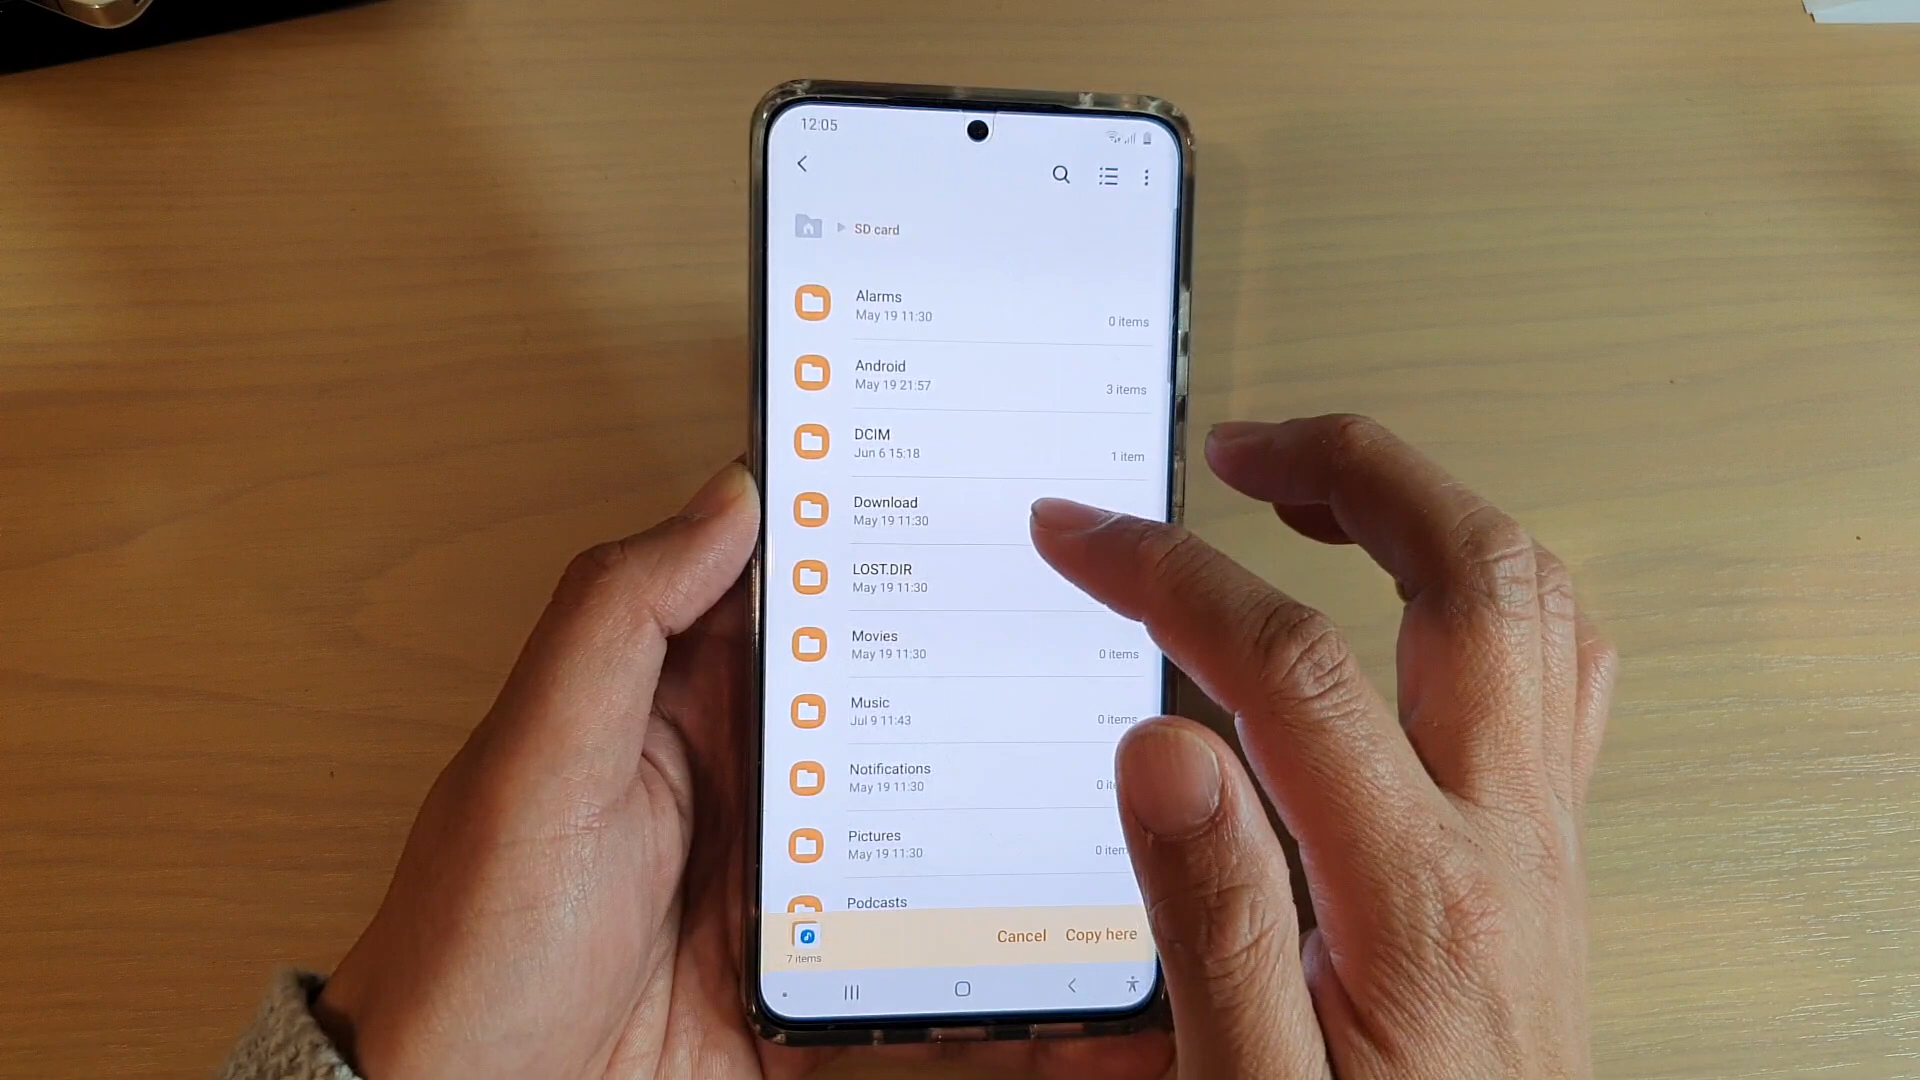 12:05
SD card
Alarms
May 19 11:30
0 items
Android
May 19 21:57
3 items
DCIM
Jun 6 15:18
1 item
Download
May 19 11:30
LOST.DIR
May 19 11:30
Movies
May 19 11:30
0 items
Music
Jul 9 11:43
0 items
Notifications
May 19 11:30
0 ite
Pictures
May 19 11:30
0 item
Podcasts
Cancel Copy here
7 items